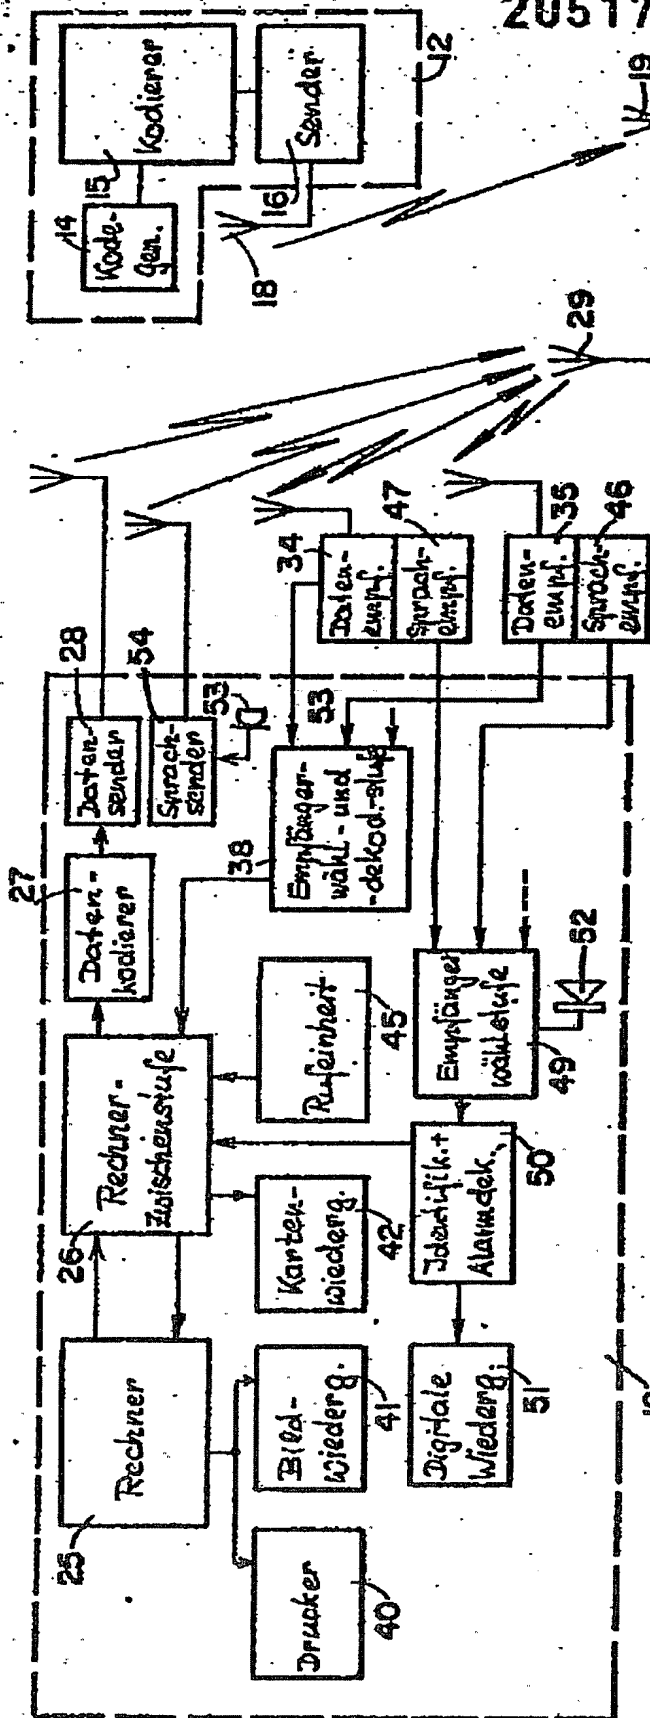 14
Kode-
gen.
15
Kodierer
16
Sender
12
18
19
29
25
Rechner
26
Rechner-
Zwischenstufe
27
Daten-
kodierer
28
Daten-
sender
54
Sprach-
sender
53
34
Daten-
empf.
47
Sprach-
empf.
35
Daten-
empf.
46
Sprach-
empf.
53
38
Empfänger-
wähl- und
-dekod.-stufe
Drucker
40
Bild-
Wiederg.
41
Karten-
wiederg.
42
Rufeinheit
45
Digitale
Wiederg.
51
Identifik.+
Alarmdek.
50
Empfänger
wählstufe
49
52